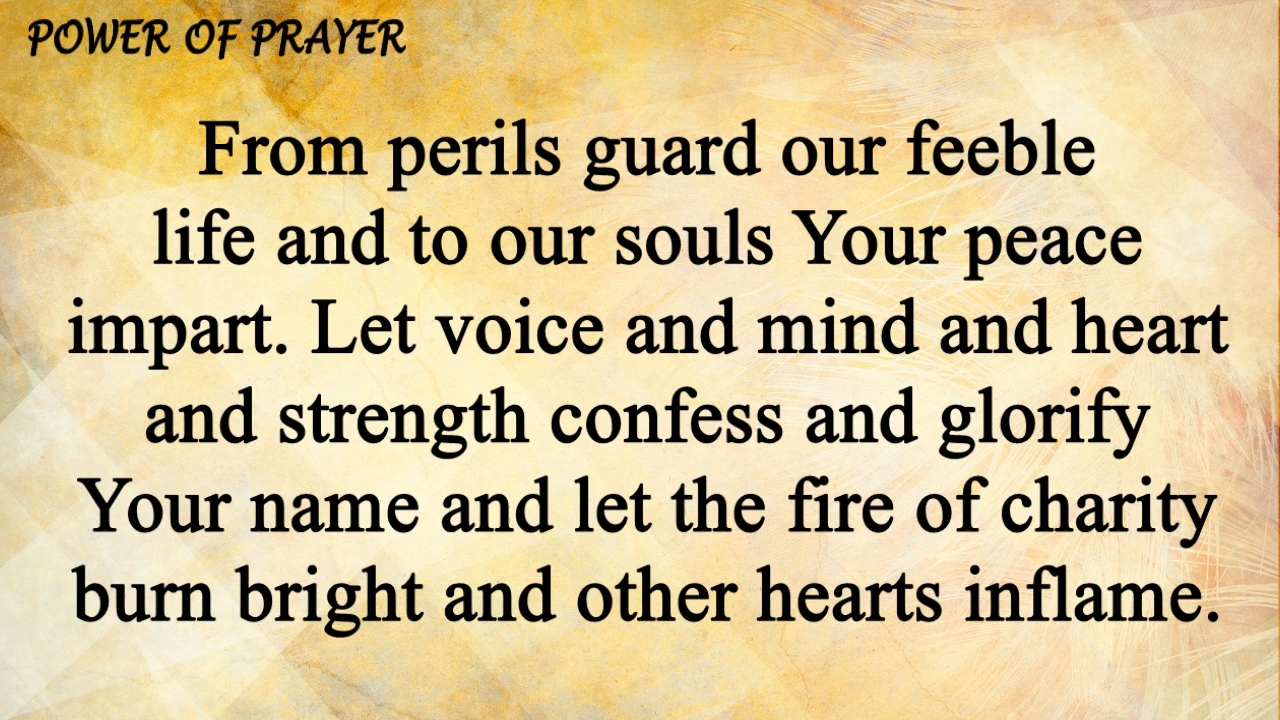 POWER OF PRAYER
From perils guard our feeble
life and to our souls Your peace
impart. Let voice and mind and heart
and strength confess and glorify
Your name and let the fire of charity
burn bright and other hearts inflame.